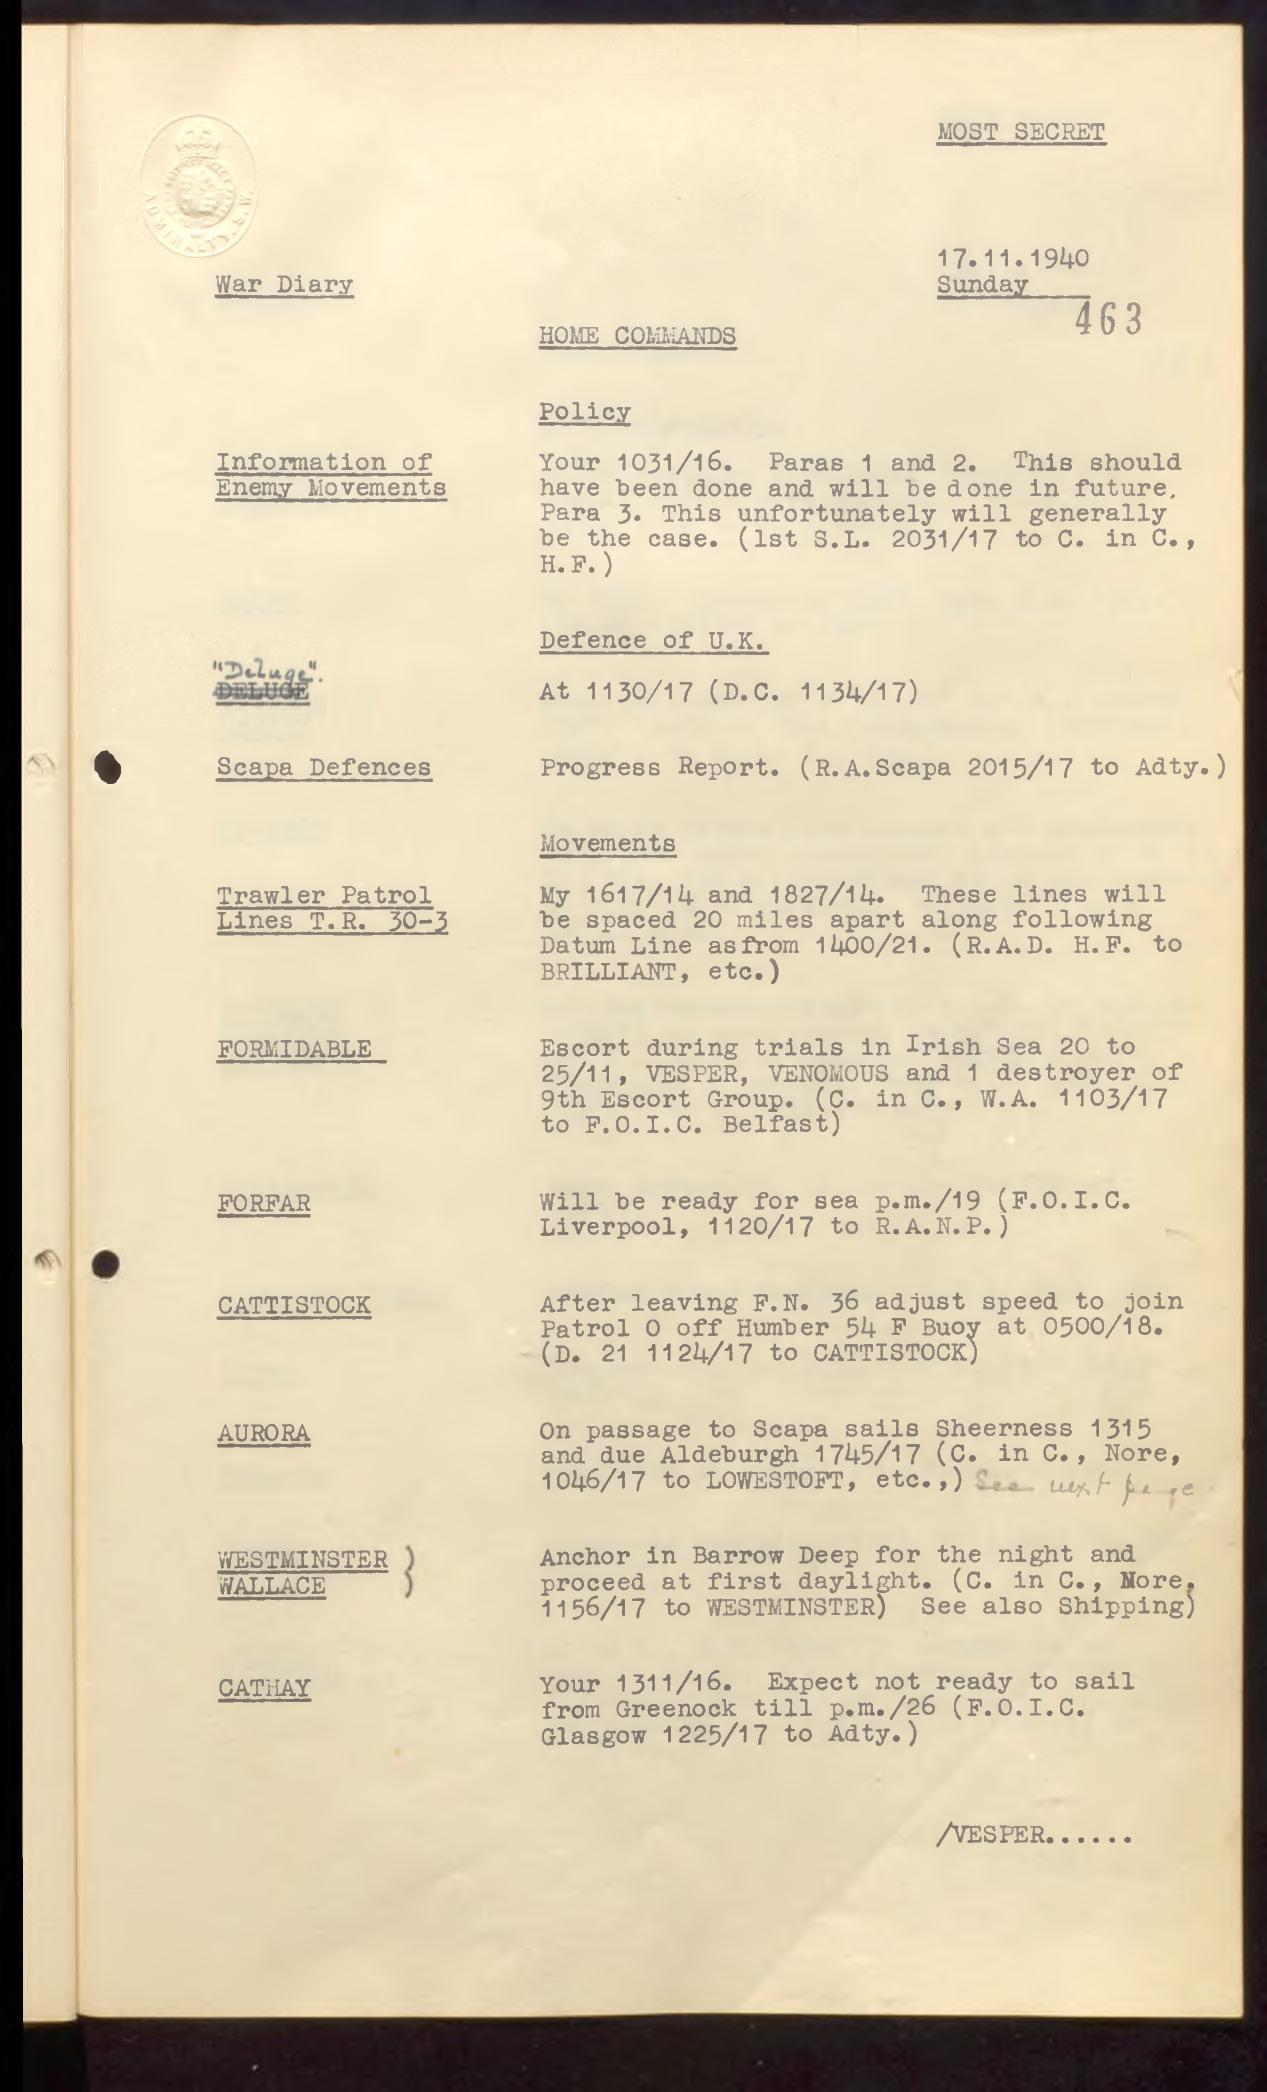 MOST SECRET
ADMIRALTY. S.W.
17.11.1940
War Diary
Sunday
463
HOME COMMANDS
Policy
Information of
Enemy Movements
Your 1031/16. Paras 1 and 2. This should
have been done and will be done in future.
Para 3. This unfortunately will generally
be the case. (1st S.L. 2031/17 to C. in C.,
H.F.)
Defence of U.K.
"Deluge".
DELUGE
At 1130/17 (D.C. 1134/17)
Scapa Defences
Progress Report. (R.A.Scapa 2015/17 to Adty.)
Movements
Trawler Patrol
Lines T.R. 30-3
My 1617/14 and 1827/14. These lines will
be spaced 20 miles apart along following
Datum Line asfrom 1400/21. (R.A.D. H.F. to
BRILLIANT, etc.)
FORMIDABLE
Escort during trials in Irish Sea 20 to
25/11, VESPER, VENOMOUS and 1 destroyer of
9th Escort Group. (C. in C., W.A. 1103/17
to F.O.I.C. Belfast)
FORFAR
Will be ready for sea p.m./19 (F.O.I.C.
Liverpool, 1120/17 to R.A.N.P.)
CATTISTOCK
After leaving F.N. 36 adjust speed to join
Patrol O off Humber 54 F Buoy at 0500/18.
(D. 21 1124/17 to CATTISTOCK)
AURORA
On passage to Scapa sails Sheerness 1315
and due Aldeburgh 1745/17 (C. in C., Nore,
1046/17 to LOWESTOFT, etc.,) See next page
WESTMINSTER )
WALLACE )
Anchor in Barrow Deep for the night and
proceed at first daylight. (C. in C., Nore,
1156/17 to WESTMINSTER) See also Shipping)
CATHAY
Your 1311/16. Expect not ready to sail
from Greenock till p.m./26 (F.O.I.C.
Glasgow 1225/17 to Adty.)
/VESPER......